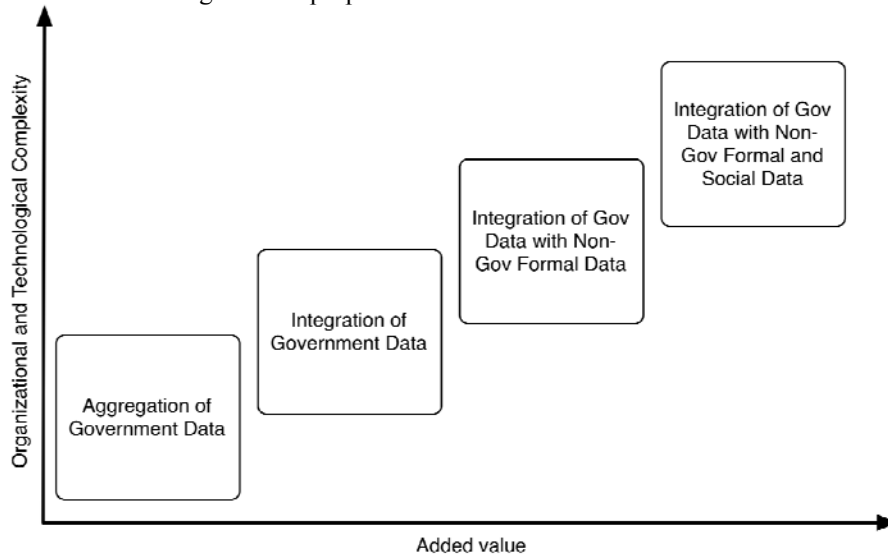 Organizational and Technological Complexity
Integration of Gov
Data with Non-
Gov Formal and
Social Data
Integration of Gov
Data with Non-
Gov Formal Data
Integration of
Government Data
Aggregation of
Government Data
Added value